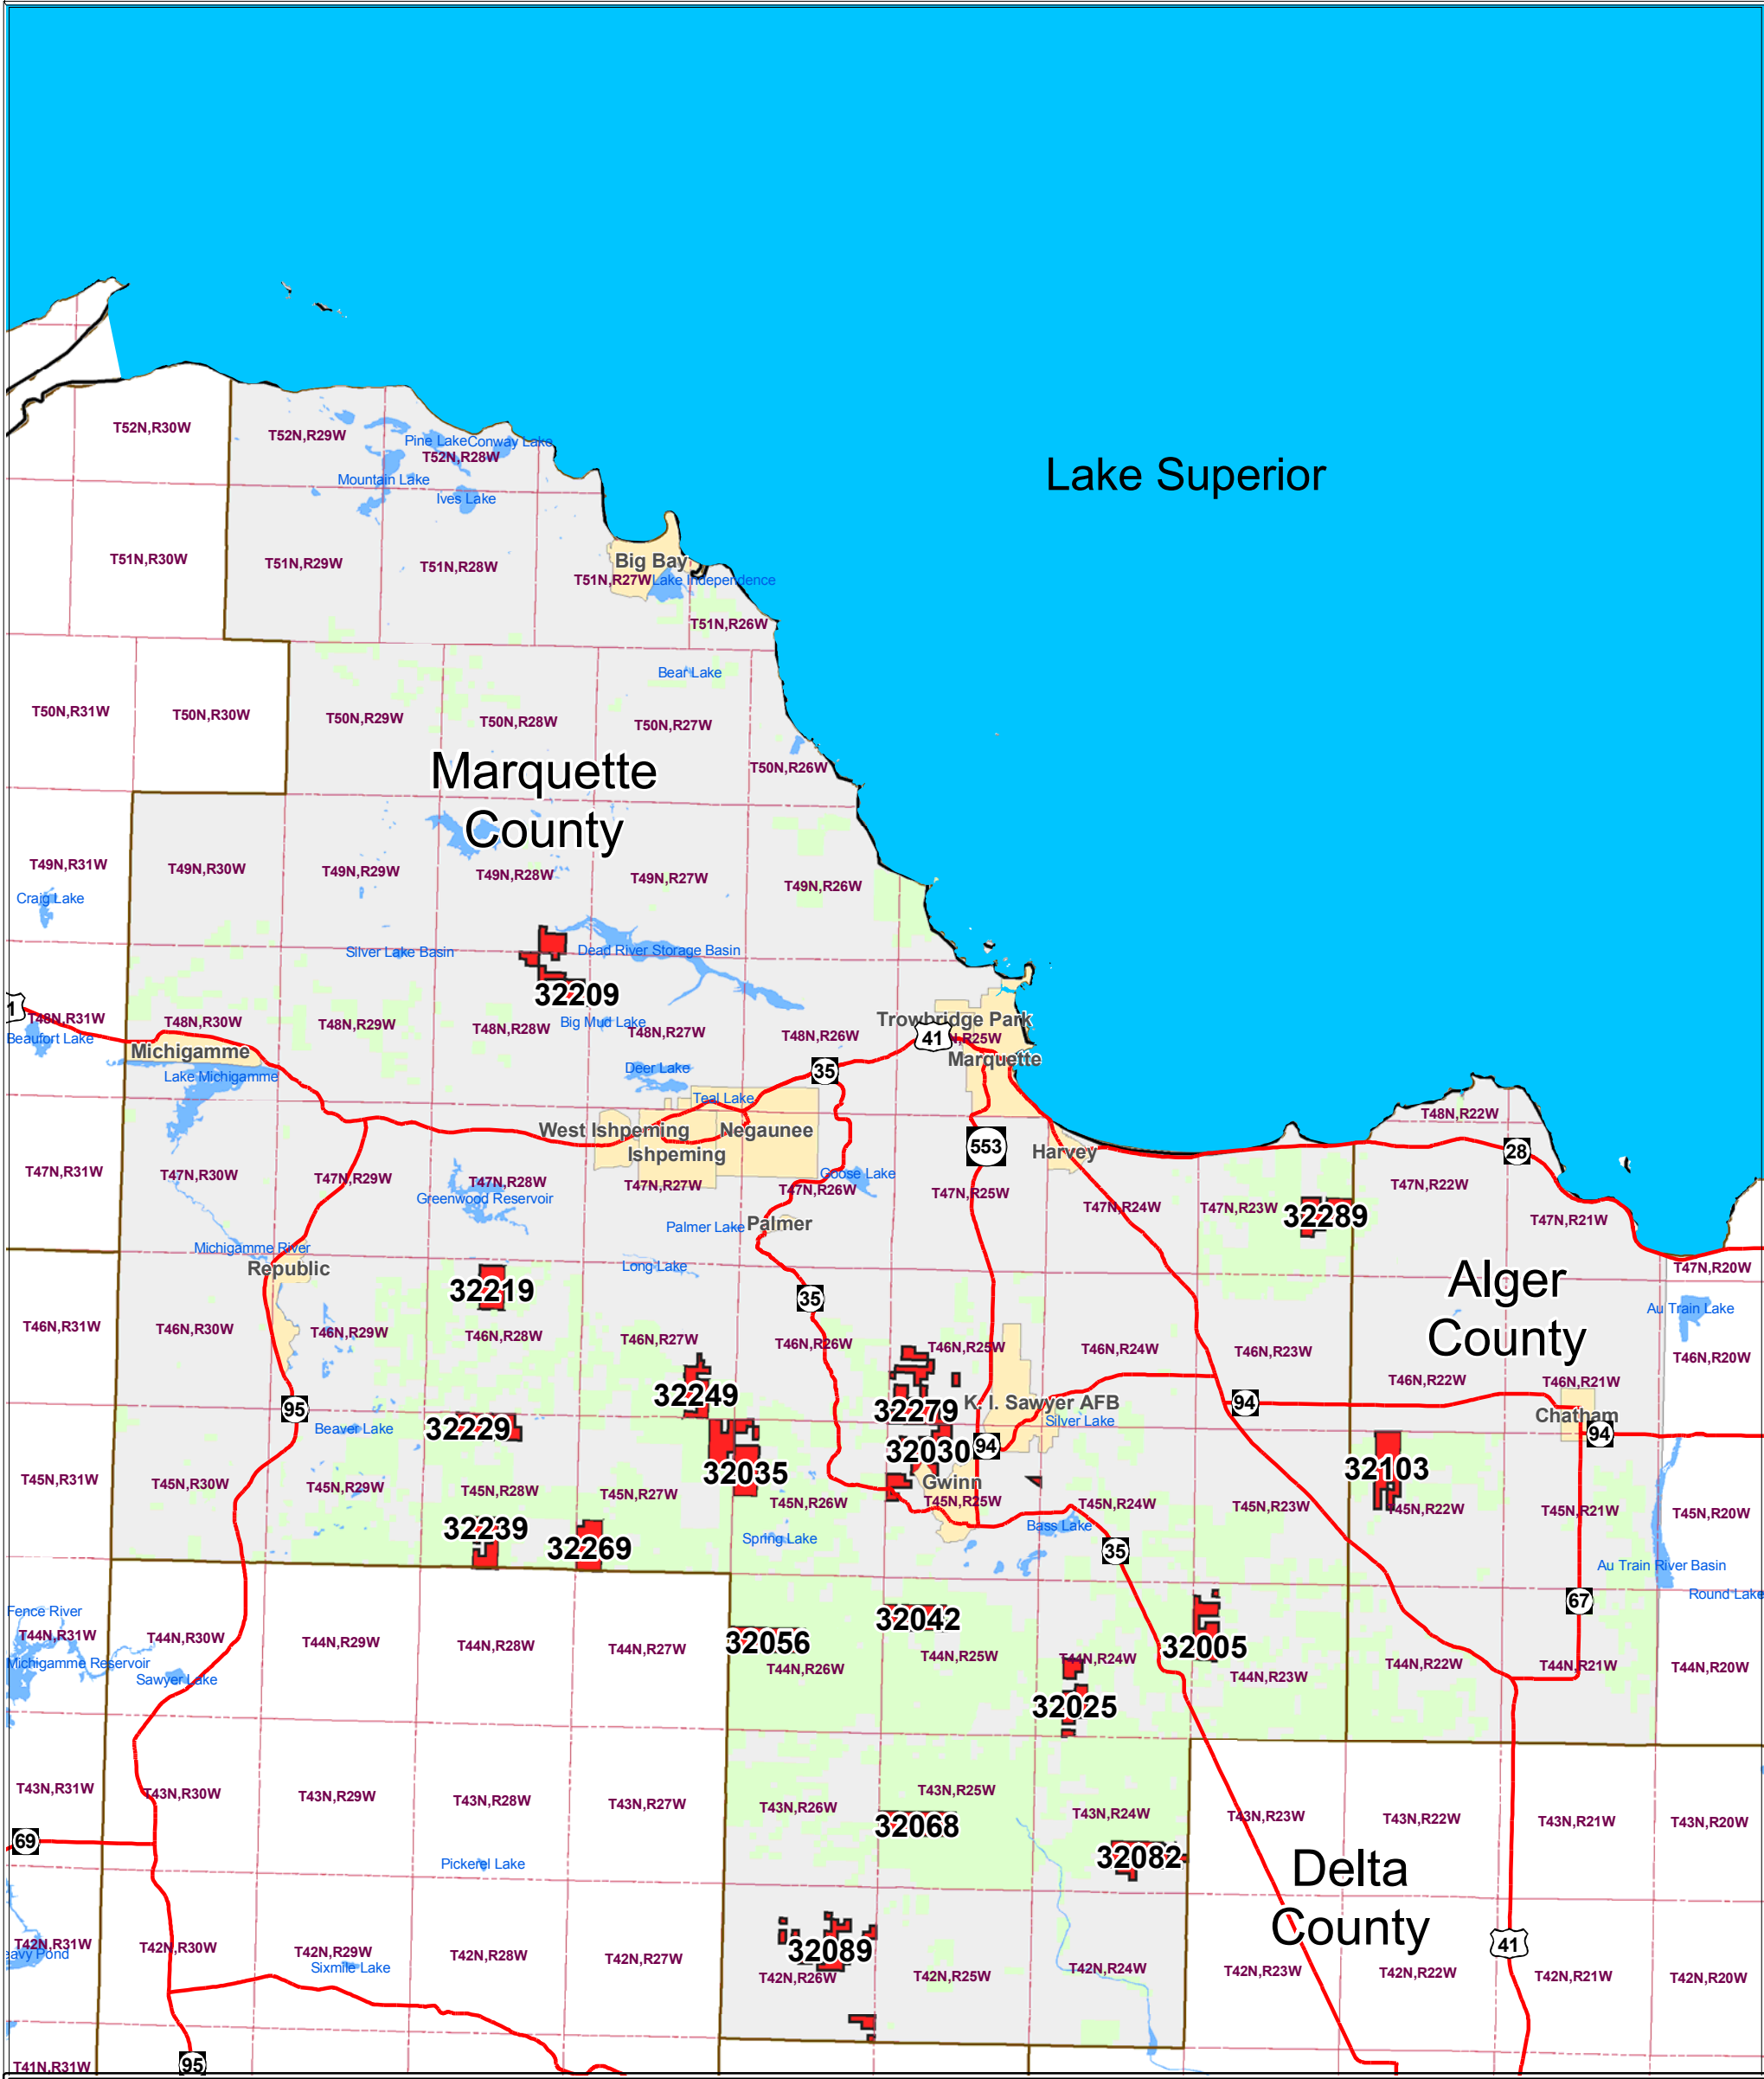 T52N,R30W
T52N,R29W
Pine Lake
Conway Lake
T52N,R28W
Lake Superior
Mountain Lake
Ives Lake
T51N,R30W
T51N,R29W
T51N,R28W
Big Bay
T51N,R27W
Lake Independence
T51N,R26W
Bear Lake
T50N,R31W
T50N,R30W
T50N,R29W
T50N,R28W
T50N,R27W
T50N,R26W
Marquette
County
T49N,R31W
T49N,R30W
T49N,R29W
T49N,R28W
T49N,R27W
T49N,R26W
Craig Lake
Silver Lake Basin
Dead River Storage Basin
32209
1
T48N,R31W
T48N,R30W
T48N,R29W
T48N,R28W
Big Mud Lake
T48N,R27W
T48N,R26W
Trowbridge Park
41
N,R25W
Beaufort Lake
Michigamme
Marquette
Lake Michigamme
Deer Lake
35
Teal Lake
T48N,R22W
West Ishpeming
Negaunee
Ishpeming
553
Harvey
28
T47N,R31W
T47N,R30W
T47N,R29W
T47N,R28W
T47N,R27W
Goose Lake
T47N,R26W
T47N,R25W
T47N,R24W
T47N,R23W
32289
T47N,R22W
T47N,R21W
Greenwood Reservoir
Palmer Lake
Palmer
Michigamme River
Republic
Long Lake
T47N,R20W
32219
35
Alger
County
Au Train Lake
T46N,R31W
T46N,R30W
T46N,R29W
T46N,R28W
T46N,R27W
T46N,R26W
T46N,R25W
T46N,R24W
T46N,R23W
T46N,R22W
T46N,R21W
T46N,R20W
32249
95
32279
K. I. Sawyer AFB
94
Chatham
Beaver Lake
32229
Silver Lake
94
32030
94
32035
Gwinn
32103
T45N,R31W
T45N,R30W
T45N,R29W
T45N,R28W
T45N,R27W
T45N,R26W
T45N,R25W
T45N,R24W
T45N,R23W
T45N,R22W
T45N,R21W
T45N,R20W
32239
32269
Spring Lake
Bass Lake
35
Au Train River Basin
Round Lake
Fence River
32042
67
T44N,R31W
T44N,R30W
T44N,R29W
T44N,R28W
T44N,R27W
32056
T44N,R26W
T44N,R25W
T44N,R24W
32005
T44N,R23W
T44N,R22W
T44N,R21W
T44N,R20W
Michigamme Reservoir
Sawyer Lake
32025
T43N,R31W
T43N,R30W
T43N,R29W
T43N,R28W
T43N,R27W
T43N,R26W
T43N,R25W
T43N,R24W
T43N,R23W
T43N,R22W
T43N,R21W
T43N,R20W
69
32068
Pickerel Lake
32082
Delta
County
T42N,R31W
T42N,R30W
T42N,R29W
T42N,R28W
T42N,R27W
32089
T42N,R26W
T42N,R25W
T42N,R24W
T42N,R23W
T42N,R22W
T42N,R21W
T42N,R20W
41
eavy Pond
Sixmile Lake
T41N,R31W
95